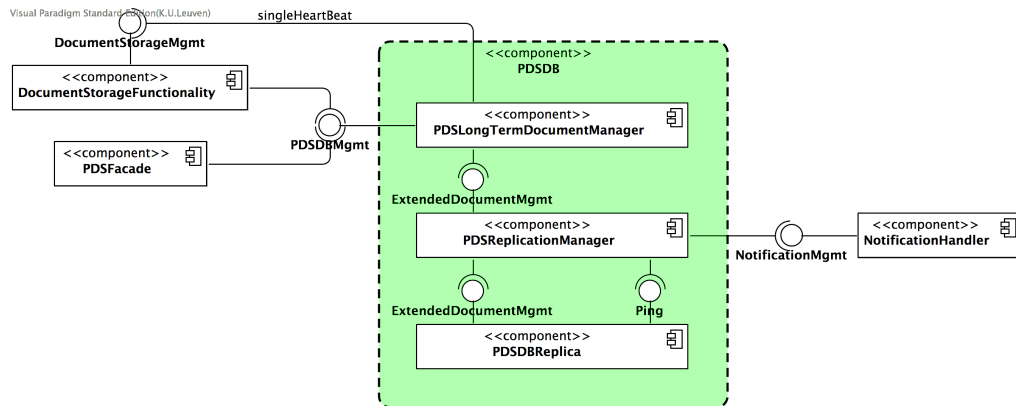 Visual Paradigm Standard Edition(K.U.Leuven)
singleHeartBeat
DocumentStorageMgmt
<<component>>
PDSDB
<<component>>
DocumentStorageFunctionality
<<component>>
PDSLongTermDocumentManager
PDSDBMgmt
<<component>>
PDSFacade
ExtendedDocumentMgmt
<<component>>
PDSReplicationManager
<<component>>
NotificationHandler
NotificationMgmt
ExtendedDocumentMgmt
Ping
<<component>>
PDSDBReplica